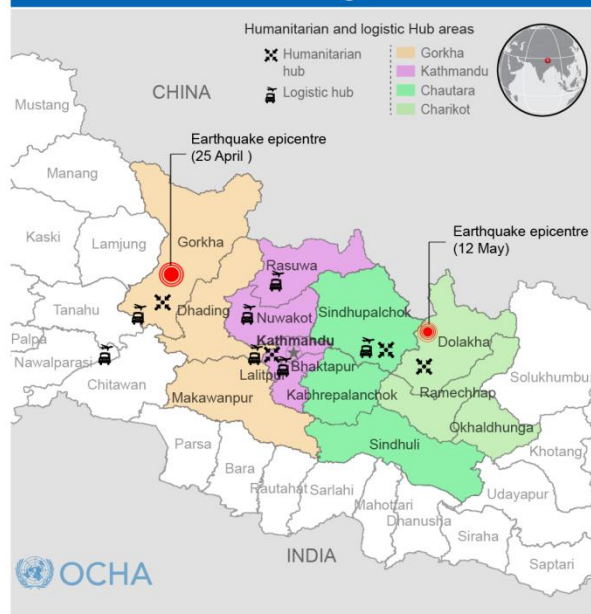 Humanitarian and logistic Hub areas
Humanitarian
hub
Logistic hub
Gorkha
Kathmandu
Chautara
Charikot
CHINA
Mustang
Earthquake epicentre
(25 April )
Manang
Kaski
Lamjung
Gorkha
Earthquake epicentre
(12 May)
Rasuwa
Tanahu
Dhading
Nuwakot
Sindhupalchok
Dolakha
Palpa
Nawalparasi
Kathmandu
Bhaktapur
Lalitpur
Chitawan
Makawanpur
Kabhrepalanchok
Ramechhap
Solukhumbu
Okhaldhunga
Sindhuli
Khotang
Parsa
Bara
Rautahat
Sarlahi
Mahottari
Dhanusha
Udayapur
Siraha
Saptari
INDIA
OCHA